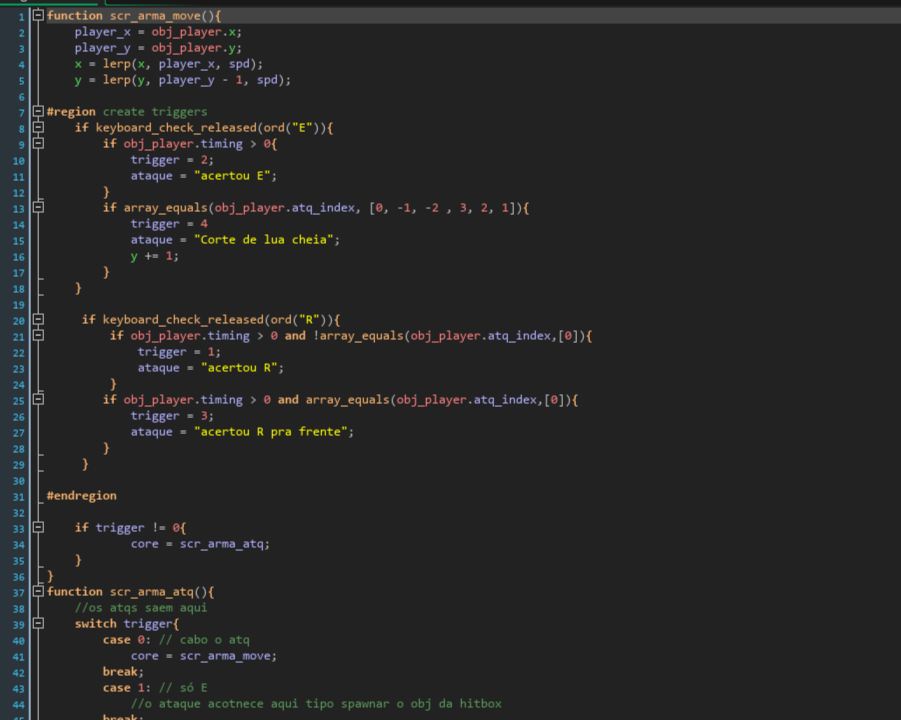 1 function scr_arma_move(){
2 player_x = obj_player.x;
3 player_y = obj_player.y;
4 x = lerp(x, player_x, spd);
5 y = lerp(y, player_y - 1, spd);
6
7 #region create triggers
8 if keyboard_check_released(ord("E")){
9 if obj_player.timing > 0{
10 trigger = 2;
11 ataque = "acertou E";
12 }
13 if array_equals(obj_player.atq_index, [0, -1, -2 , 3, 2, 1]){
14 trigger = 4
15 ataque = "Corte de lua cheia";
16 y += 1;
17 }
18 }
19
20 if keyboard_check_released(ord("R")){
21 if obj_player.timing > 0 and !array_equals(obj_player.atq_index,[0]){
22 trigger = 1;
23 ataque = "acertou R";
24 }
25 if obj_player.timing > 0 and array_equals(obj_player.atq_index,[0]){
26 trigger = 3;
27 ataque = "acertou R pra frente";
28 }
29 }
30
31 #endregion
32
33 if trigger != 0{
34 core = scr_arma_atq;
35 }
36 }
37 function scr_arma_atq(){
38 //os atqs saem aqui
39 switch trigger{
40 case 0: // cabo o atq
41 core = scr_arma_move;
42 break;
43 case 1: // só E
44 //o ataque acotnece aqui tipo spawnar o obj da hitbox
45 break;